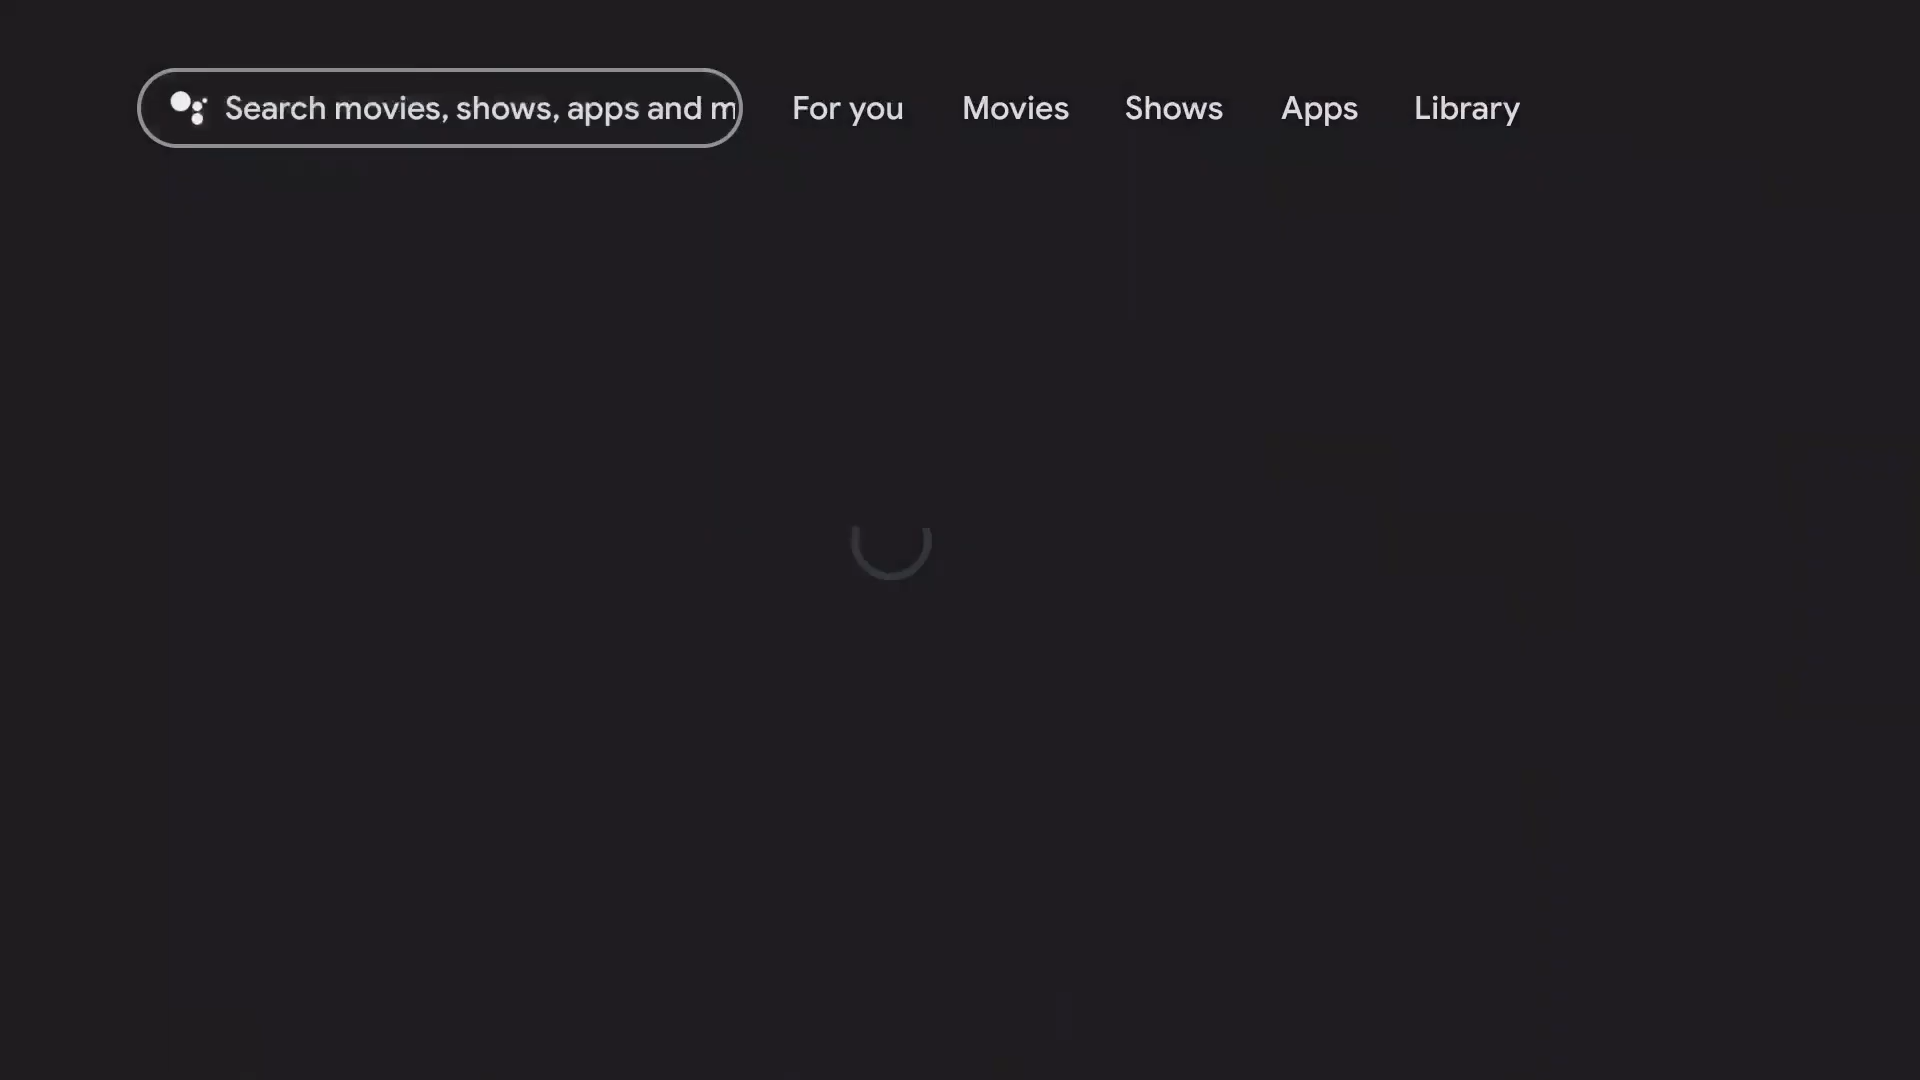 Search movies, shows, apps and m
For you
Movies
Shows
Apps
Library